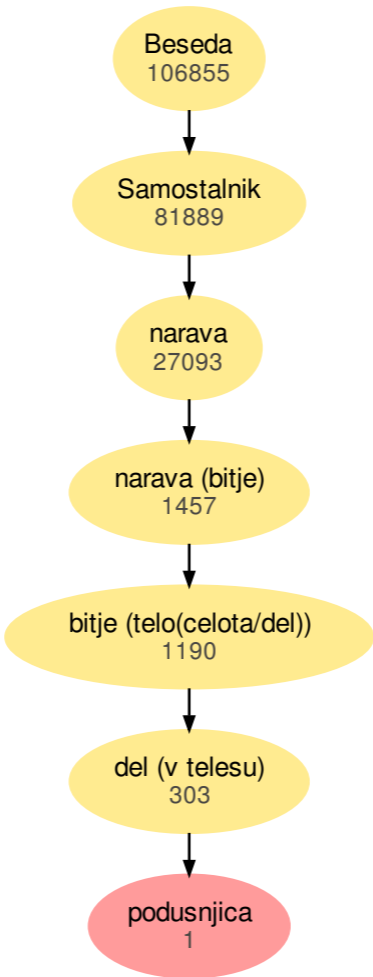 Beseda
106855
Samostalnik
81889
narava
27093
narava (bitje)
1457
bitje (telo(celota/del))
1190
del (v telesu)
303
podusnjica
1